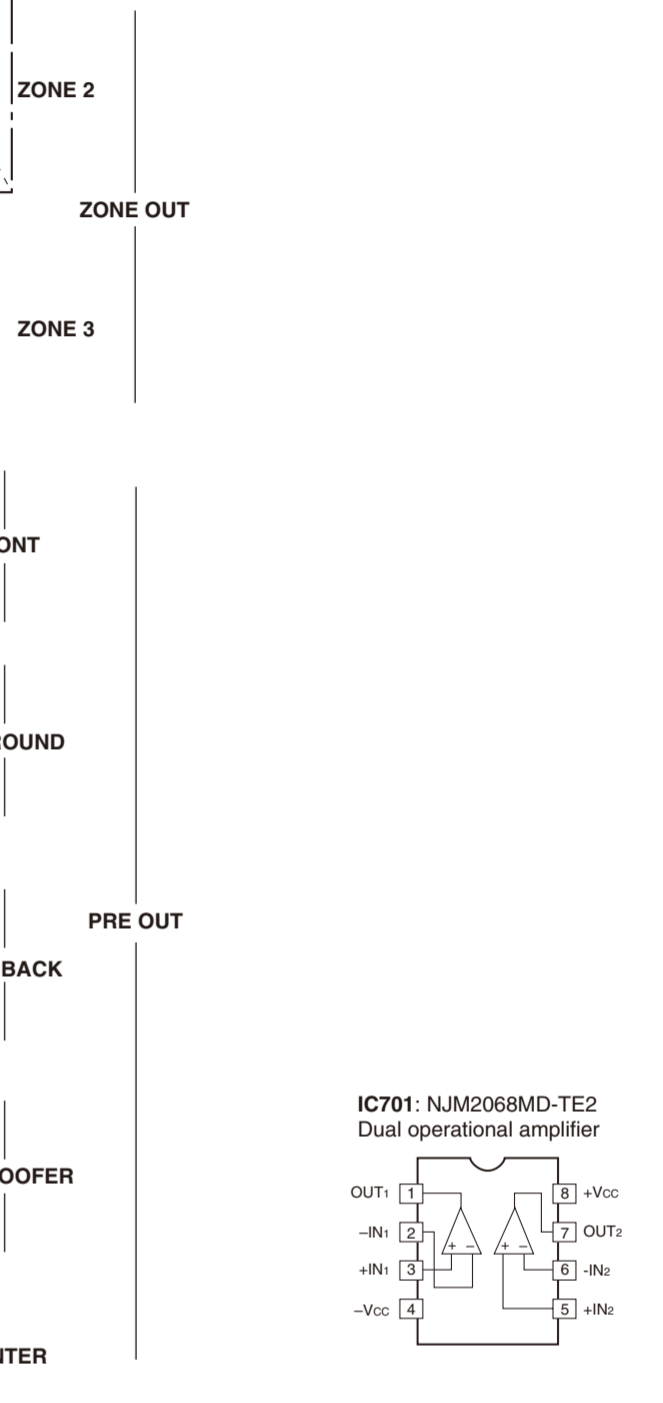 ZONE 2
ZONE OUT
ZONE 3
ONT
OUND
PRE OUT
BACK
OOFER
NTER
IC701: NJM2068MD-TE2
Dual operational amplifier
OUT1 1
8 +VCC
–IN1 2
7 OUT2
+IN1 3
6 -IN2
–VCC 4
5 +IN2
+ –
+ –